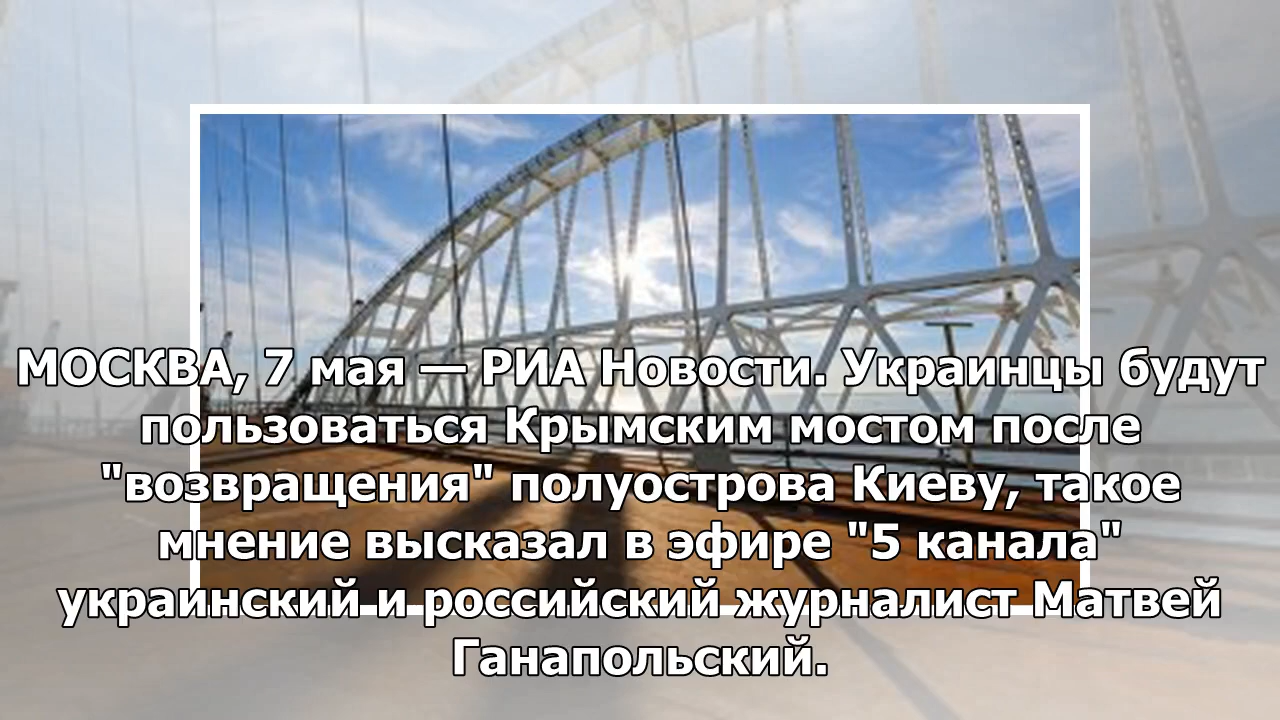 МОСКВА, 7 мая — РИА Новости. Украинцы будут
пользоваться Крымским мостом после
"возвращения" полуострова Киеву, такое
мнение высказал в эфире "5 канала"
украинский и российский журналист Матвей
Ганапольский.